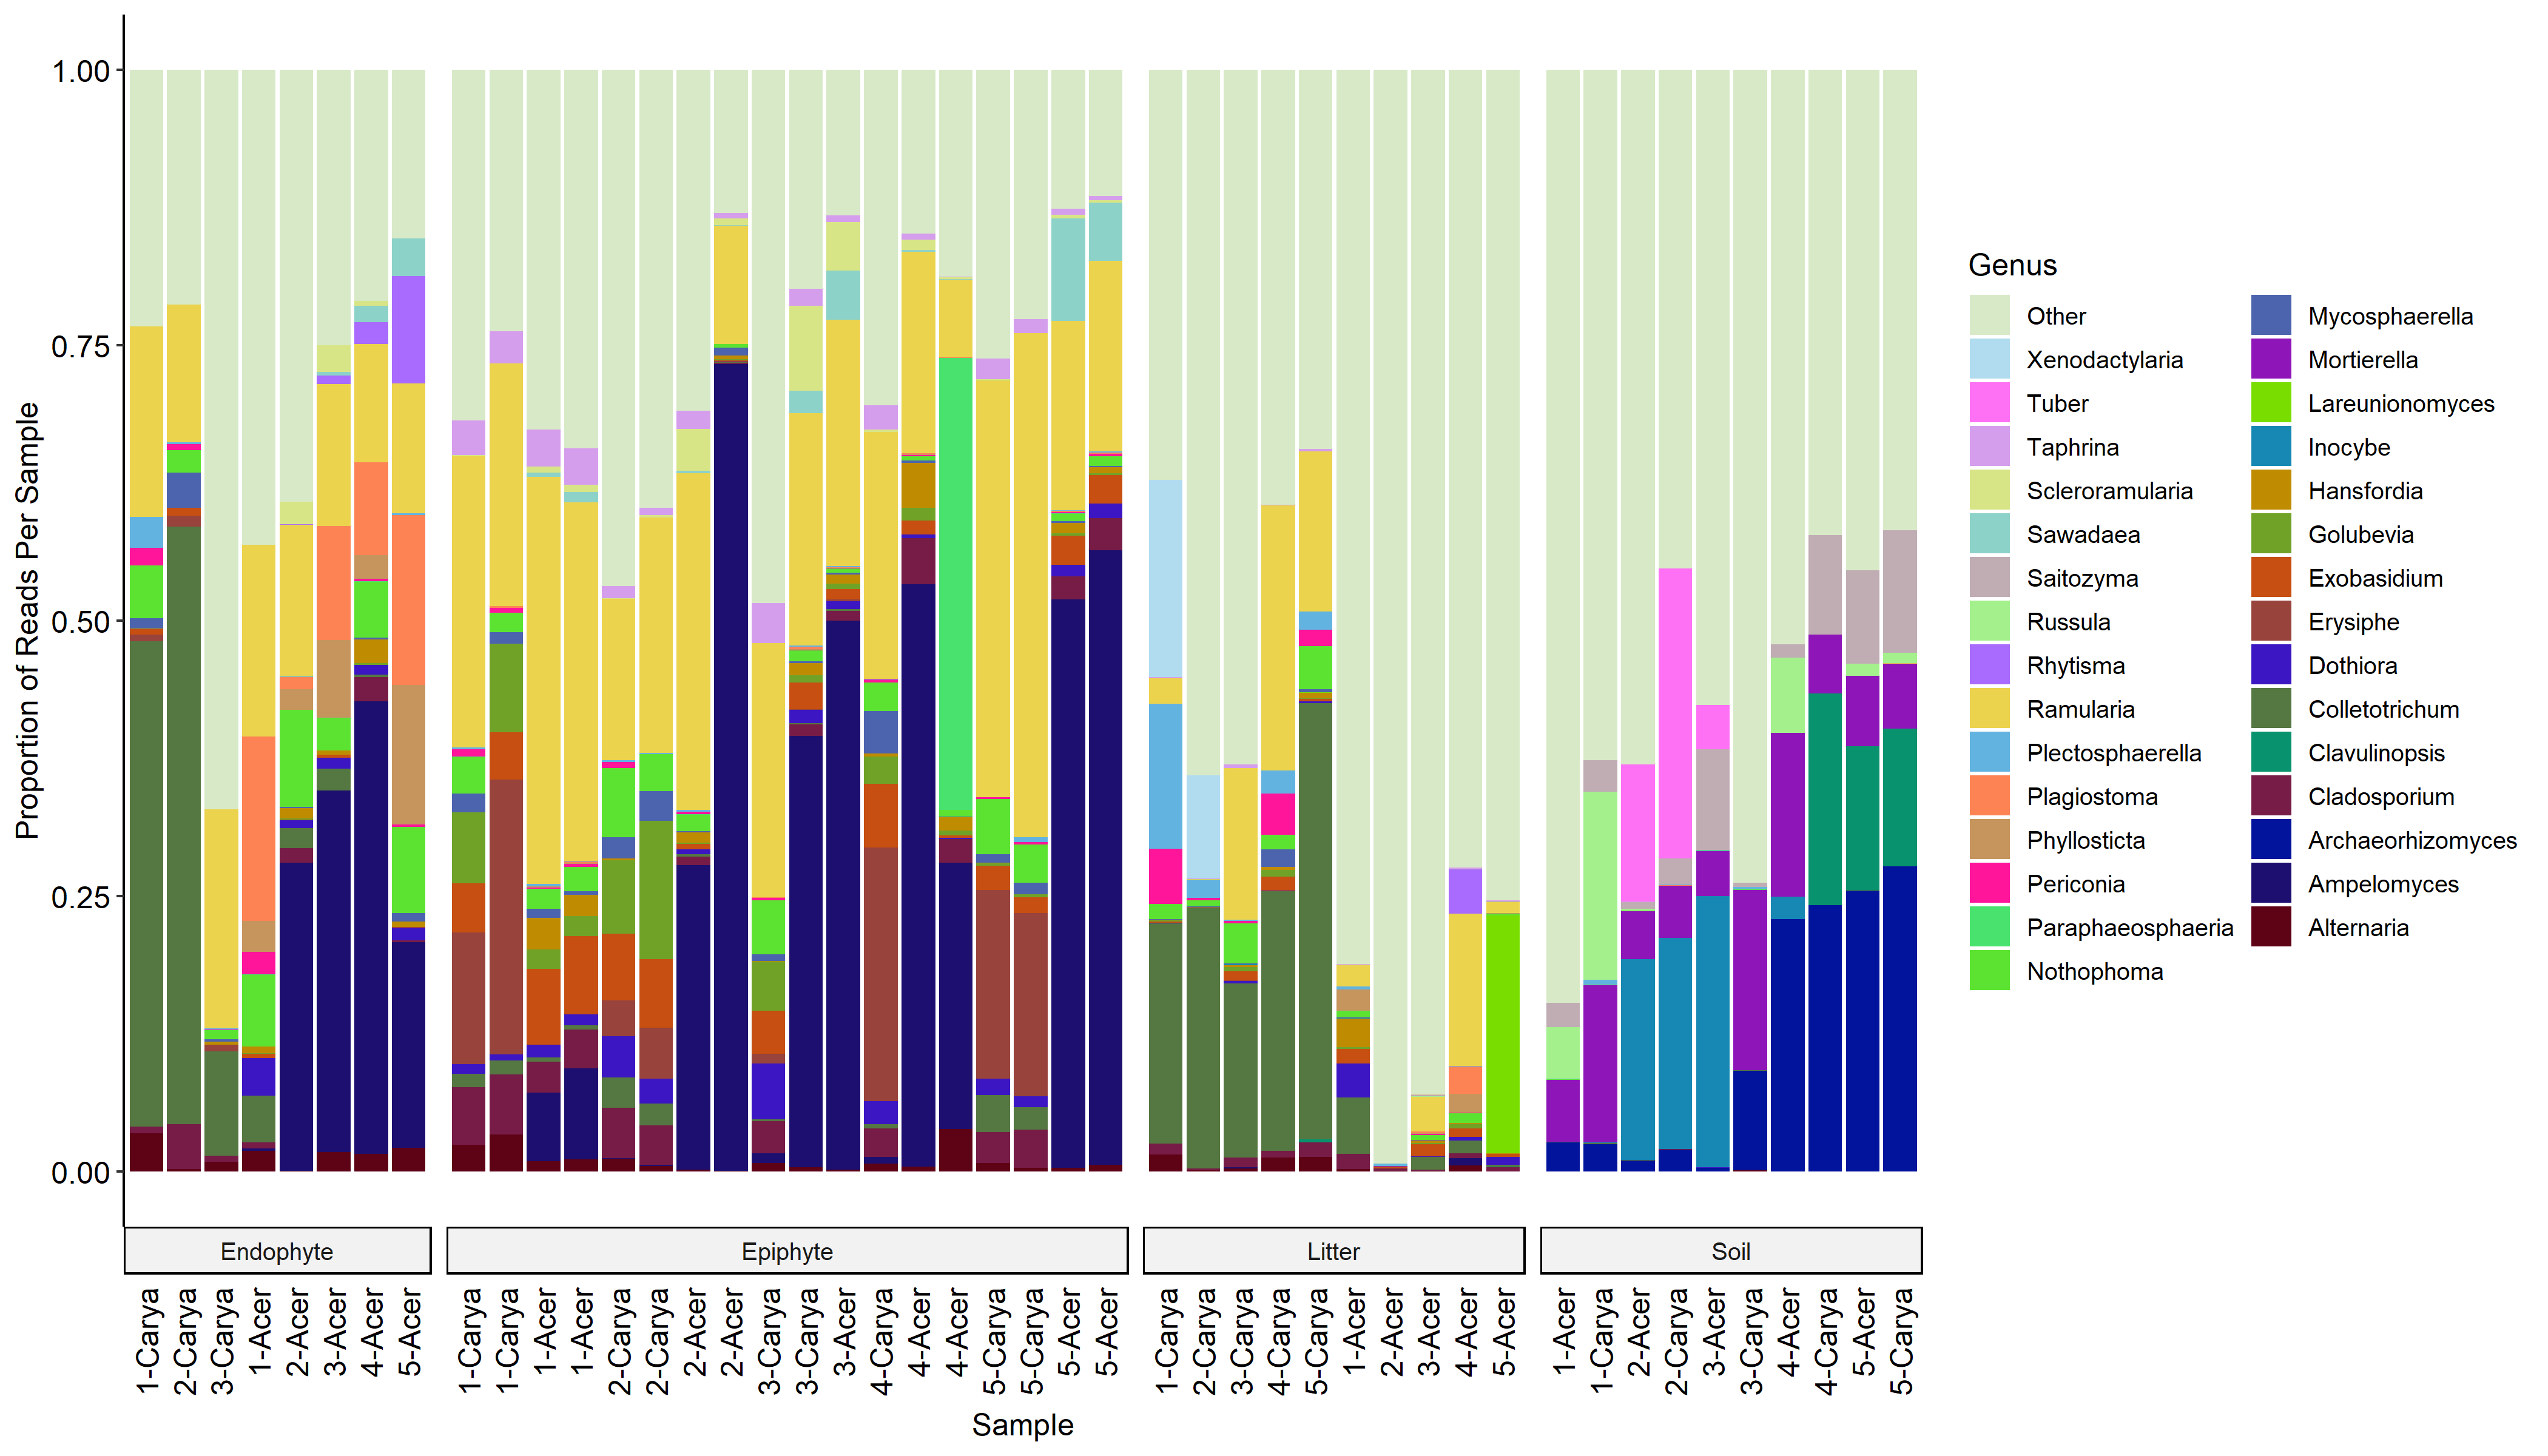 Proportion of Reads Per Sample
1.00
0.75
0.50
0.25
0.00
Endophyte
Epiphyte
Litter
Soil
1-Carya
2-Carya
3-Carya
1-Acer
2-Acer
3-Acer
4-Acer
5-Acer
1-Carya
1-Carya
1-Acer
1-Acer
2-Carya
2-Carya
2-Acer
2-Acer
3-Carya
3-Carya
3-Acer
4-Carya
4-Acer
4-Acer
5-Carya
5-Carya
5-Acer
5-Acer
1-Carya
2-Carya
3-Carya
4-Carya
5-Carya
1-Acer
2-Acer
3-Acer
4-Acer
5-Acer
1-Acer
1-Carya
2-Acer
2-Carya
3-Acer
3-Carya
4-Acer
4-Carya
5-Acer
5-Carya
Sample
Genus
Other
Xenodactylaria
Tuber
Taphrina
Scleroramularia
Sawadaea
Saitozyma
Russula
Rhytisma
Ramularia
Plectosphaerella
Plagiostoma
Phyllosticta
Periconia
Paraphaeosphaeria
Nothophoma
Mycosphaerella
Mortierella
Lareunionomyces
Inocybe
Hansfordia
Golubevia
Exobasidium
Erysiphe
Dothiora
Colletotrichum
Clavulinopsis
Cladosporium
Archaeorhizomyces
Ampelomyces
Alternaria